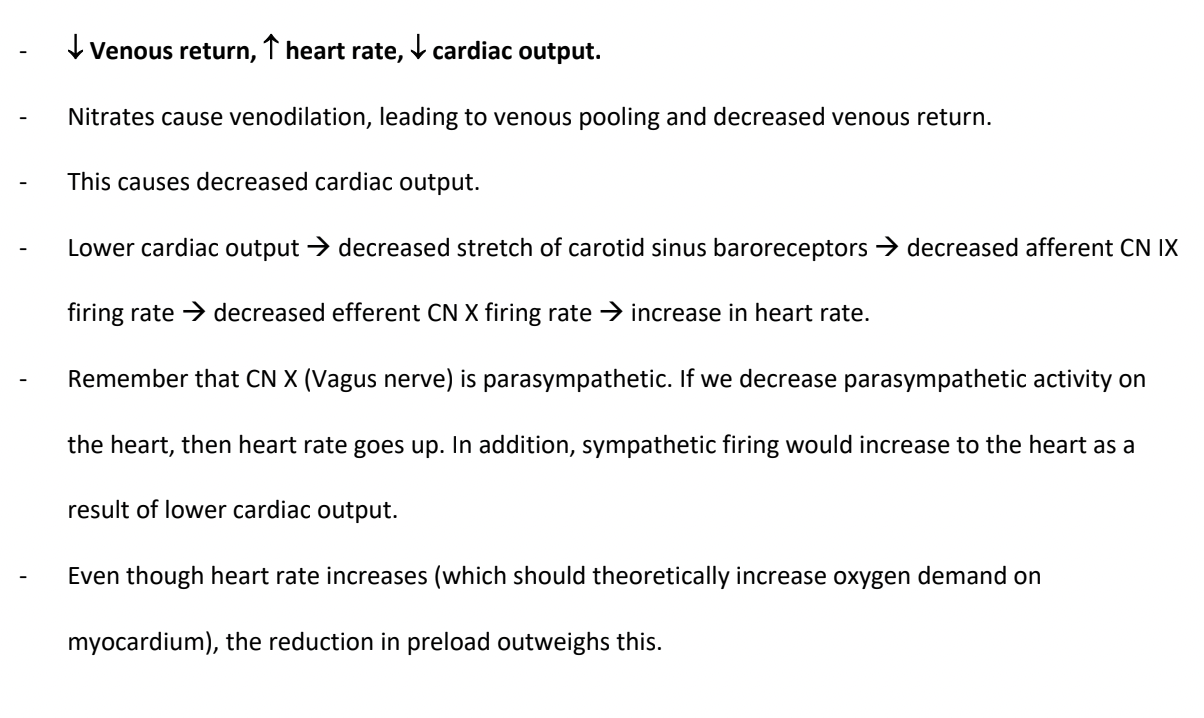 - ↓ Venous return, ↑ heart rate, ↓ cardiac output.
- Nitrates cause venodilation, leading to venous pooling and decreased venous return.
- This causes decreased cardiac output.
- Lower cardiac output → decreased stretch of carotid sinus baroreceptors → decreased afferent CN IX
firing rate → decreased efferent CN X firing rate → increase in heart rate.
- Remember that CN X (Vagus nerve) is parasympathetic. If we decrease parasympathetic activity on
the heart, then heart rate goes up. In addition, sympathetic firing would increase to the heart as a
result of lower cardiac output.
- Even though heart rate increases (which should theoretically increase oxygen demand on
myocardium), the reduction in preload outweighs this.